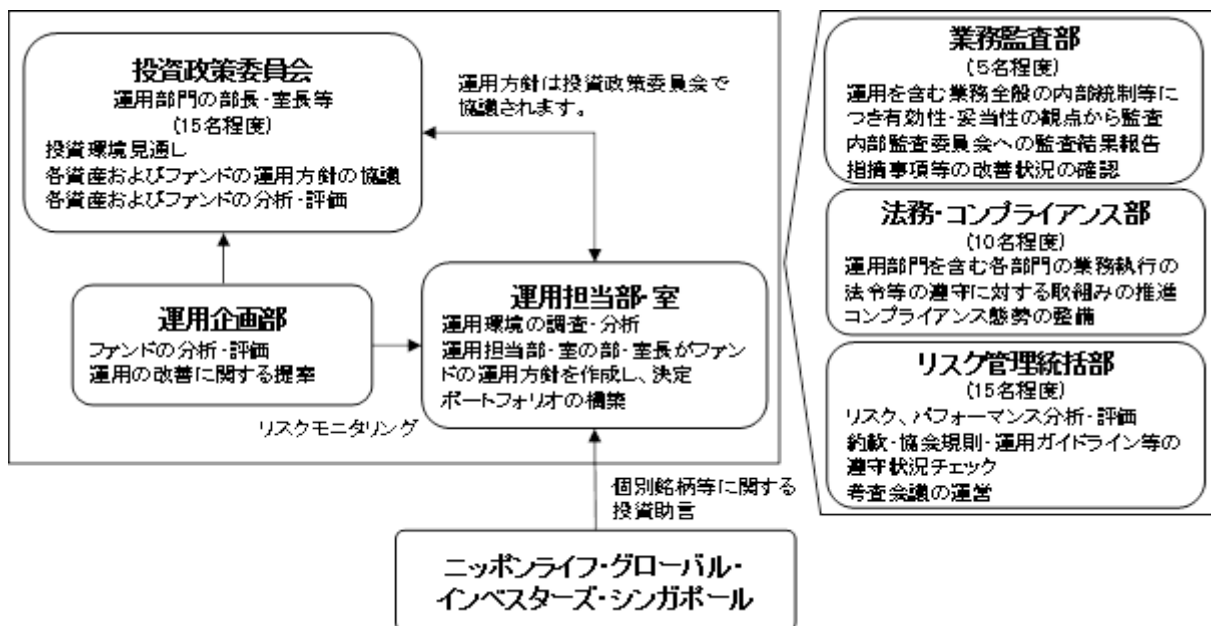 投資政策委員会
運用部門の部長・室長等
(15名程度)
投資環境見通し
各資産およびファンドの運用方針の協議
各資産およびファンドの分析・評価
運用方針は投資政策委員会で
協議されます。
運用企画部
ファンドの分析・評価
運用の改善に関する提案
リスクモニタリング
運用担当部・室
運用環境の調査・分析
運用担当部・室の部・室長がファン
ドの運用方針を作成し、決定
ポートフォリオの構築
個別銘柄等に関する
投資助言
ニッポンライフ・グローバル・
インベスターズ・シンガポール
業務監査部
(5名程度)
運用を含む業務全般の内部統制等に
つき有効性・妥当性の観点から監査
内部監査委員会への監査結果報告
指摘事項等の改善状況の確認
法務・コンプライアンス部
(10名程度)
運用部門を含む各部門の業務執行の
法令等の遵守に対する取組みの推進
コンプライアンス態勢の整備
リスク管理統括部
(15名程度)
リスク、パフォーマンス分析・評価
約款・協会規則・運用ガイドライン等の
遵守状況チェック
考査会議の運営